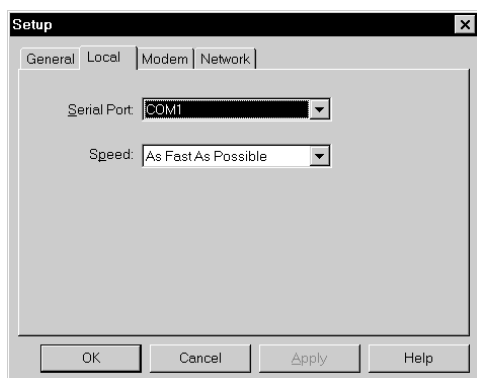 Setup
General Local Modem Network
Serial Port: COM1
Speed: As Fast As Possible
OK Cancel Apply Help